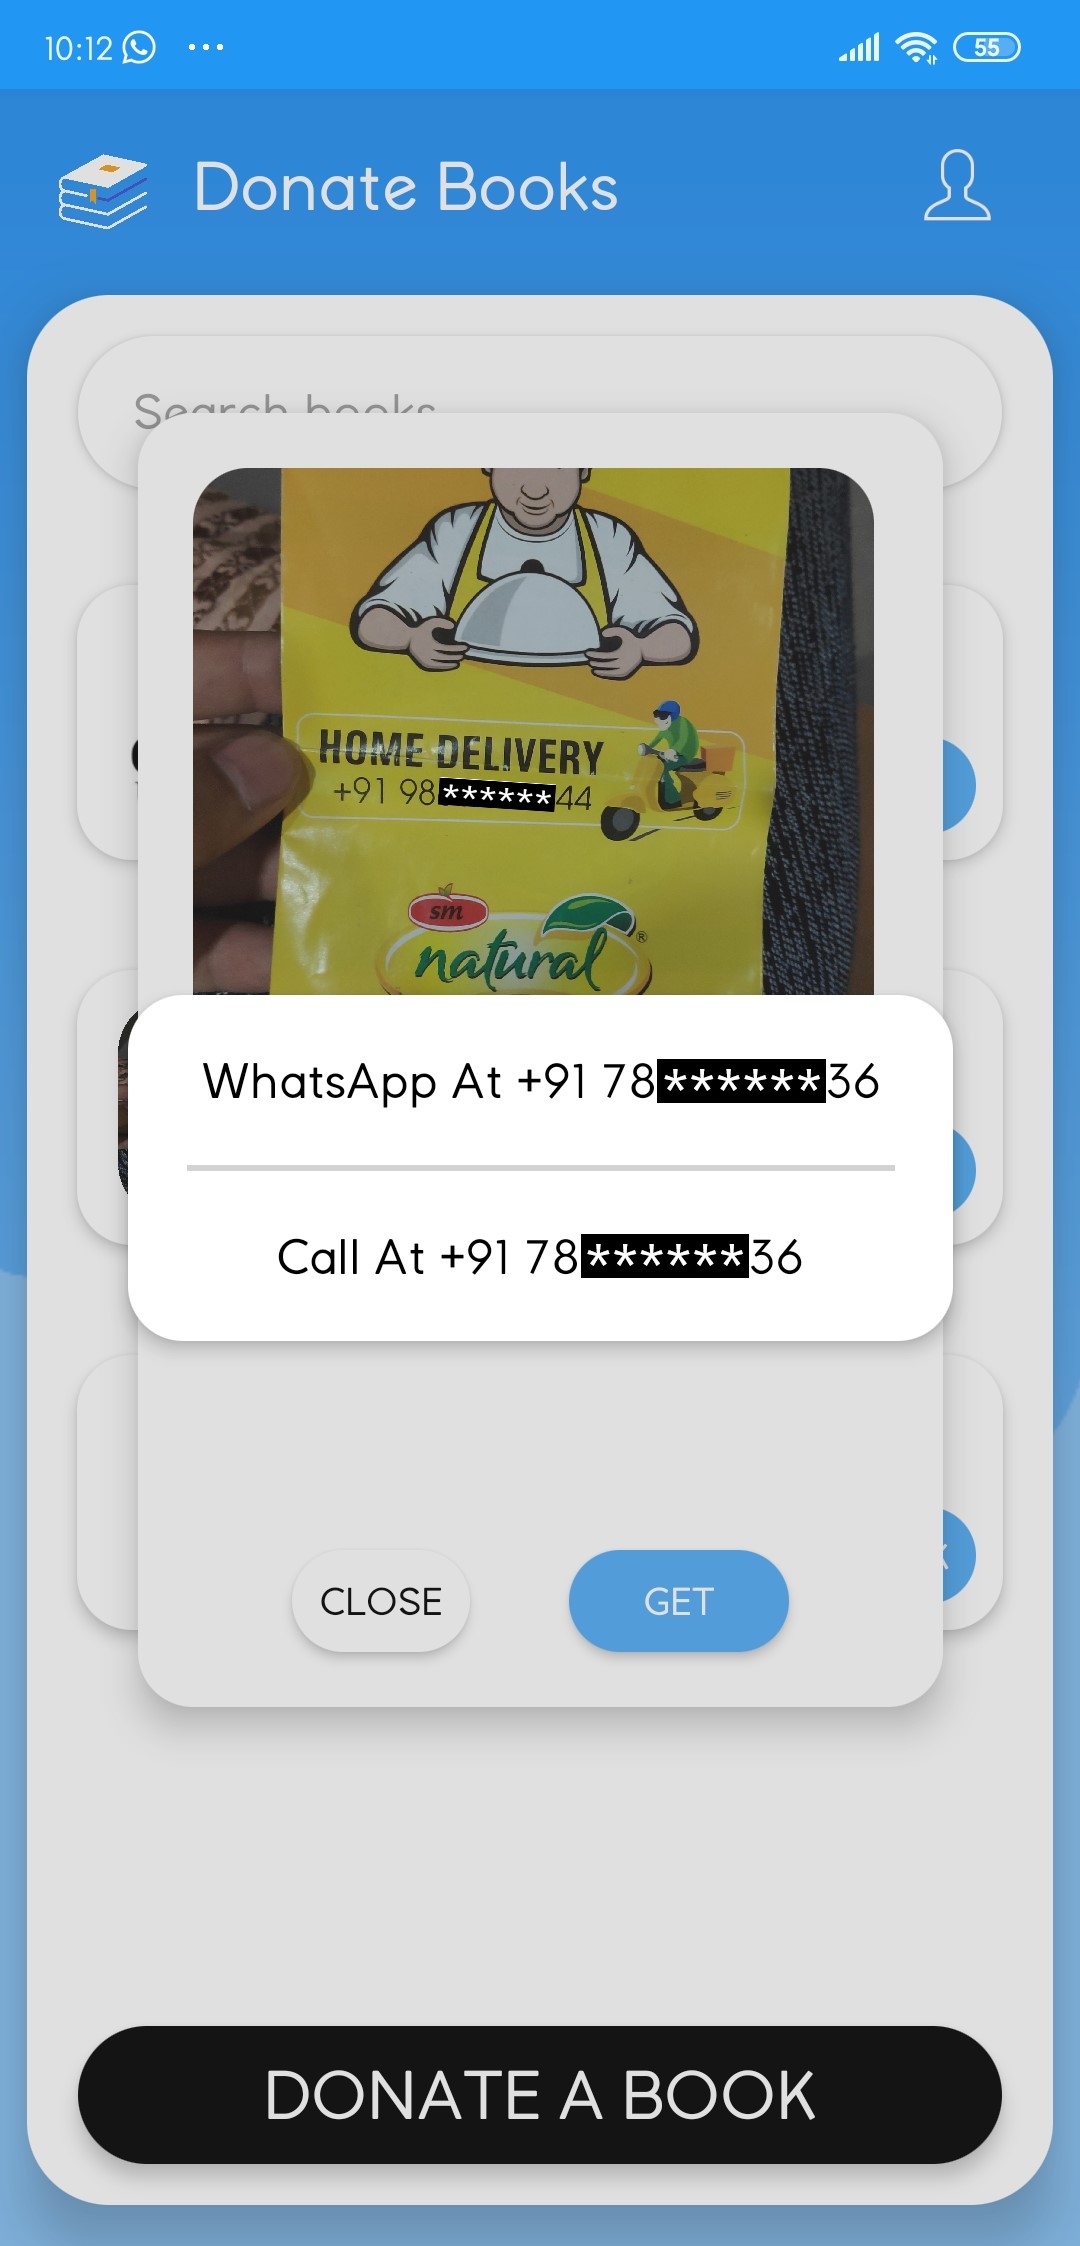 10:12
55
Donate Books
Search books
HOME DELIVERY
+91 98******44
sm
natural®
WhatsApp At +91 78******36
Call At +91 78******36
CLOSE
GET
DONATE A BOOK